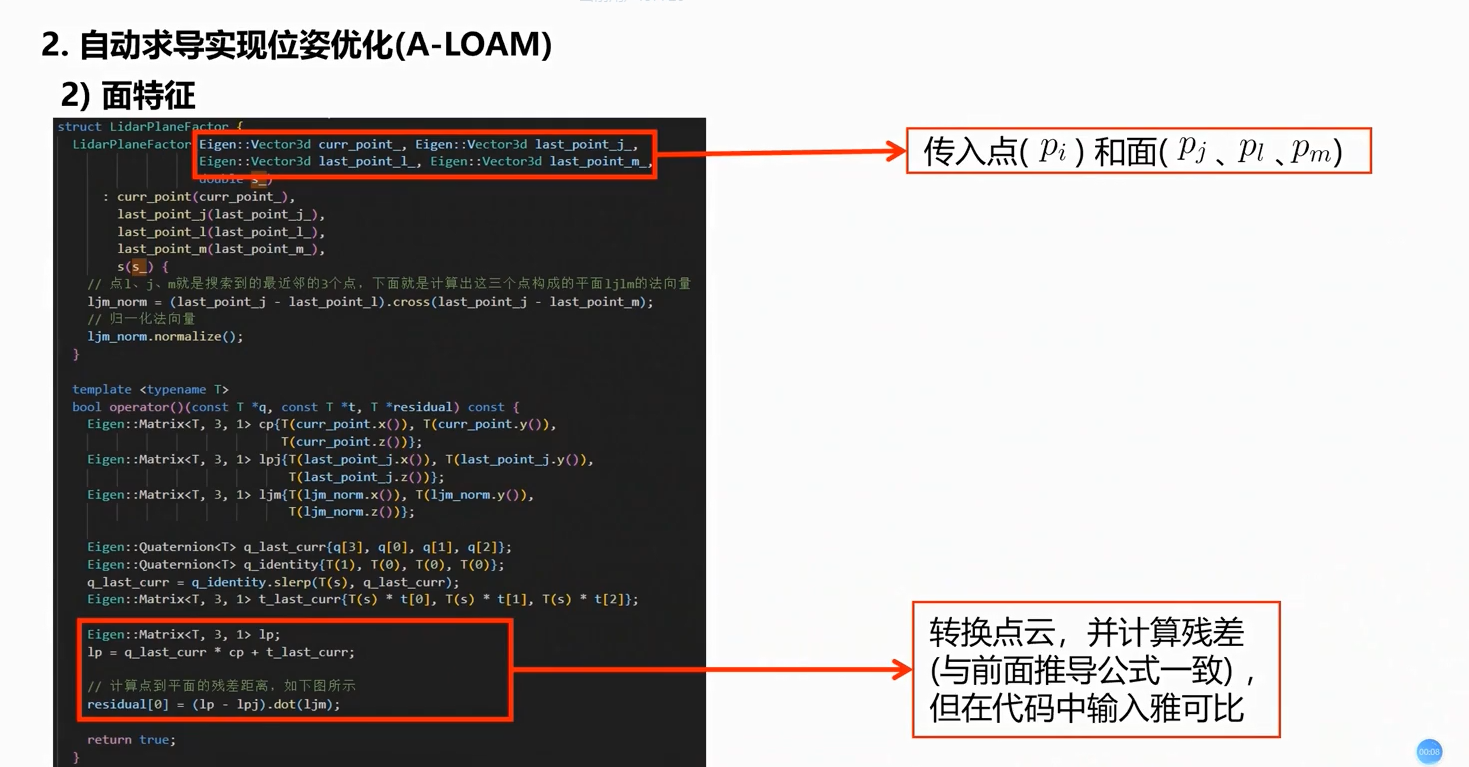 2. 自动求导实现位姿优化(A-LOAM)
2) 面特征
struct LidarPlaneFactor {
LidarPlaneFactor Eigen::Vector3d curr_point_, Eigen::Vector3d last_point_j_,
Eigen::Vector3d last_point_l_, Eigen::Vector3d last_point_m_,
double s_)
: curr_point(curr_point_),
last_point_j(last_point_j_),
last_point_l(last_point_l_),
last_point_m(last_point_m_),
s(s_) {
// 点l、j、m就是搜索到的最近邻的3个点，下面就是计算出这三个点构成的平面ljlm的法向量
ljm_norm = (last_point_j - last_point_l).cross(last_point_j - last_point_m);
// 归一化法向量
ljm_norm.normalize();
}
template <typename T>
bool operator()(const T *q, const T *t, T *residual) const {
Eigen::Matrix<T, 3, 1> cp{T(curr_point.x()), T(curr_point.y()),
T(curr_point.z())};
Eigen::Matrix<T, 3, 1> lpj{T(last_point_j.x()), T(last_point_j.y()),
T(last_point_j.z())};
Eigen::Matrix<T, 3, 1> ljm{T(ljm_norm.x()), T(ljm_norm.y()),
T(ljm_norm.z())};
Eigen::Quaternion<T> q_last_curr{q[3], q[0], q[1], q[2]};
Eigen::Quaternion<T> q_identity{T(1), T(0), T(0), T(0)};
q_last_curr = q_identity.slerp(T(s), q_last_curr);
Eigen::Matrix<T, 3, 1> t_last_curr{T(s) * t[0], T(s) * t[1], T(s) * t[2]};
Eigen::Matrix<T, 3, 1> lp;
lp = q_last_curr * cp + t_last_curr;
// 计算点到平面的残差距离，如下图所示
residual[0] = (lp - lpj).dot(ljm);
return true;
}
传入点( p_i ) 和面( p_j 、p_l 、p_m)
转换点云，并计算残差
(与前面推导公式一致)，
但在代码中输入雅可比
00:08